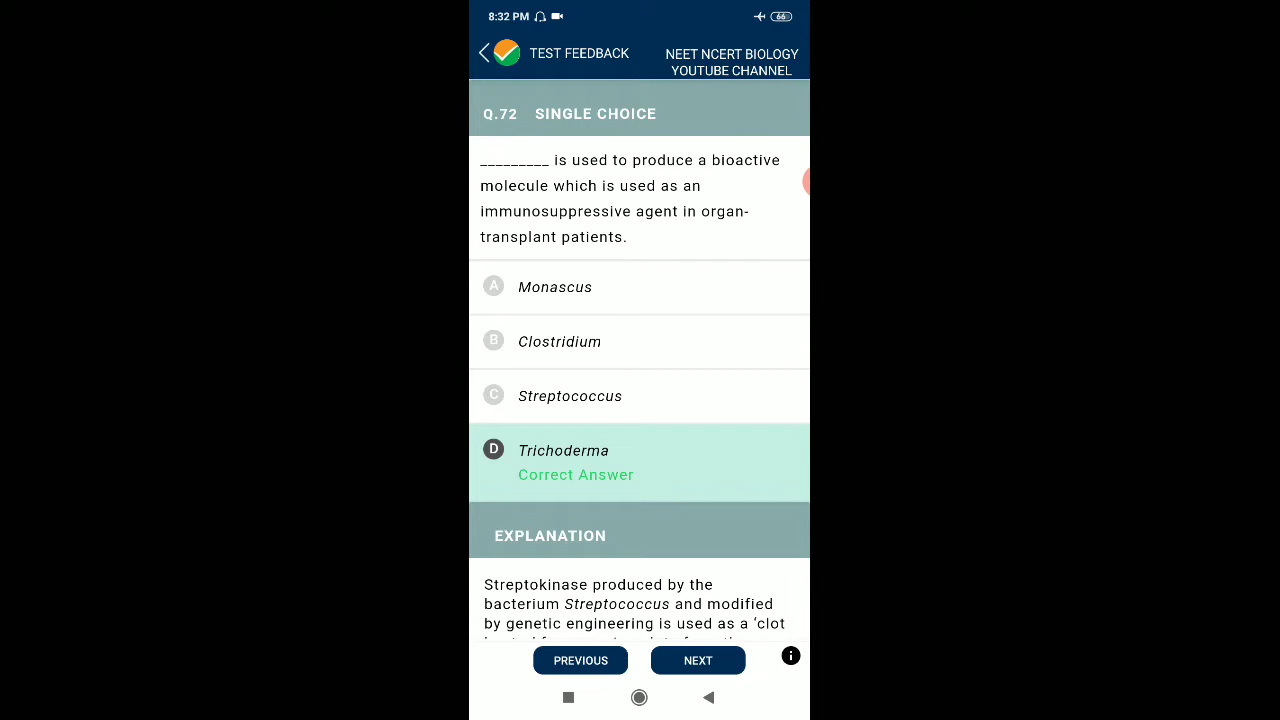 8:32 PM
66
TEST FEEDBACK
NEET NCERT BIOLOGY
YOUTUBE CHANNEL
Q.72 SINGLE CHOICE
_________ is used to produce a bioactive
molecule which is used as an
immunosuppressive agent in organ-
transplant patients.
A Monascus
B Clostridium
C Streptococcus
D Trichoderma
Correct Answer
EXPLANATION
Streptokinase produced by the
bacterium Streptococcus and modified
by genetic engineering is used as a ‘clot
PREVIOUS
NEXT